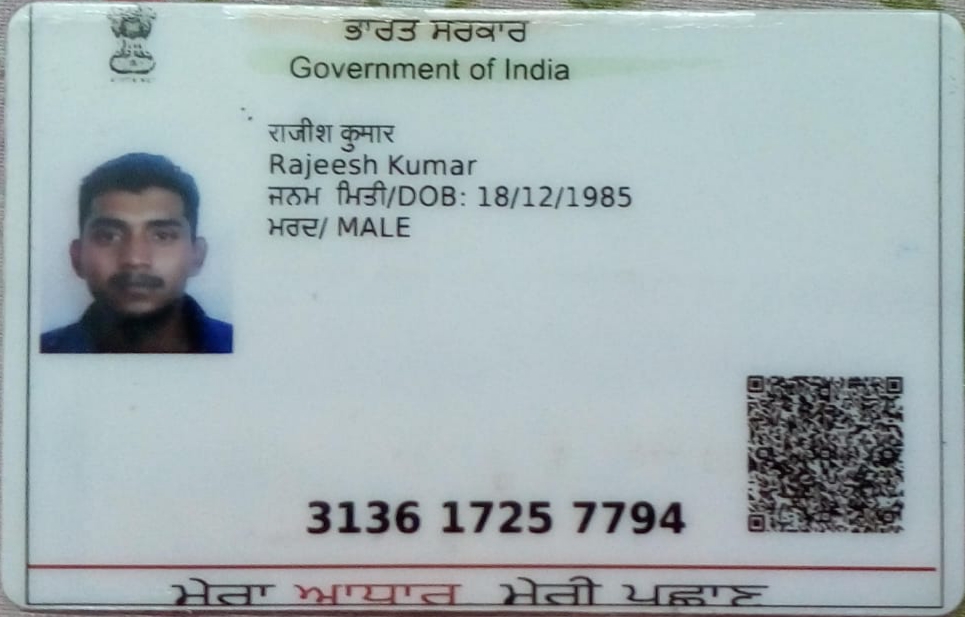 ਭਾਰਤ ਸਰਕਾਰ
Government of India
राजीश कुमार
Rajeesh Kumar
ਜਨਮ ਮਿਤੀ/DOB: 18/12/1985
ਮਰਦ/ MALE
3136 1725 7794
ਮੇਰਾ ਆਧਾਰ ਮੇਰੀ ਪਛਾਣ